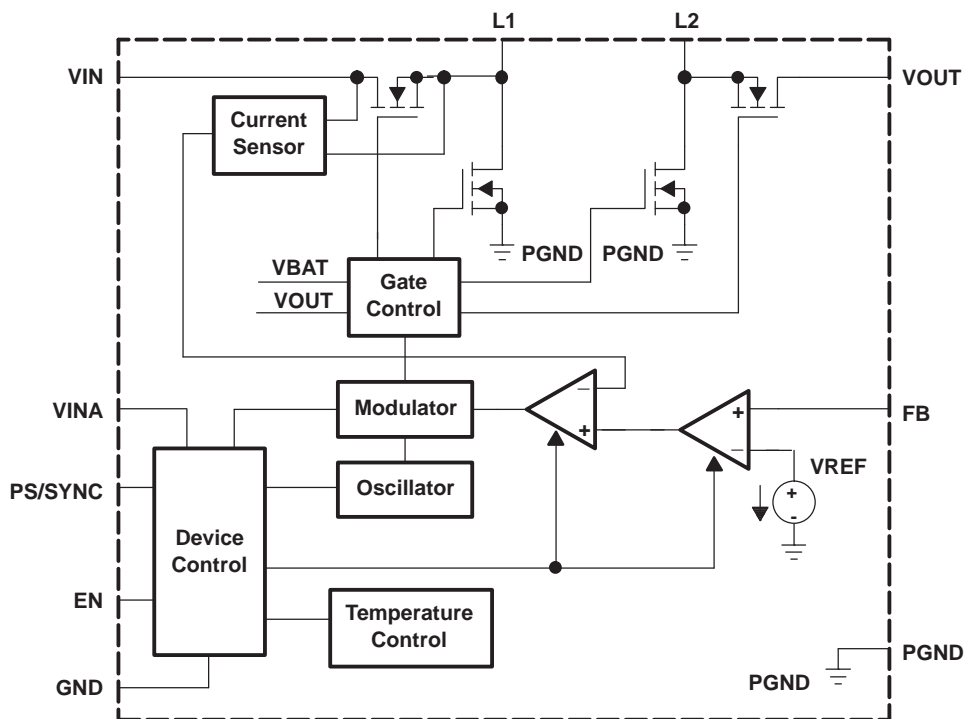 L1
L2
VIN
VOUT
Current
Sensor
PGND
PGND
VBAT
VOUT
Gate
Control
VINA
Modulator
–
+
+
–
FB
VREF
PS/SYNC
Oscillator
+
-
Device
Control
EN
Temperature
Control
GND
PGND
PGND